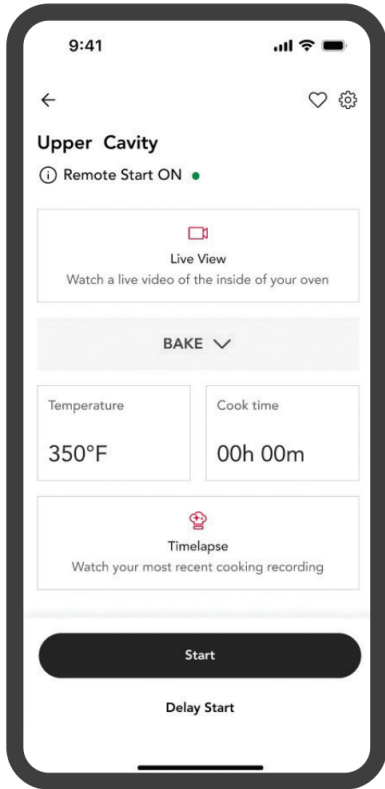 9:41
Upper Cavity
Remote Start ON
Live View
Watch a live video of the inside of your oven
BAKE
Temperature
Cook time
350°F
00h 00m
Timelapse
Watch your most recent cooking recording
Start
Delay Start